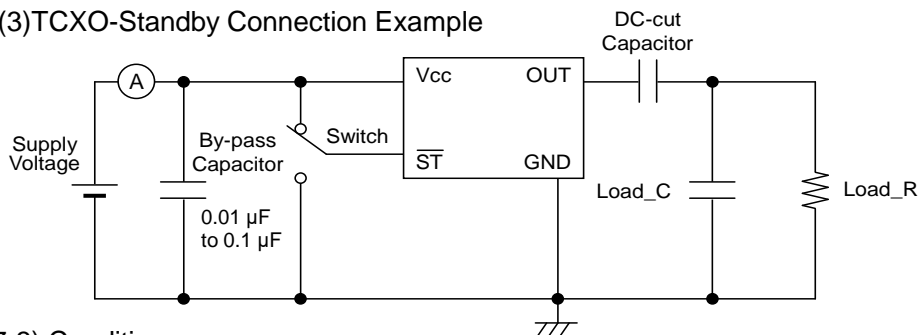 (3)TCXO-Standby Connection Example
DC-cut
Capacitor
A
Vcc
OUT
Supply
Voltage
By-pass
Capacitor
Switch
S̅T̅
GND
0.01 µF
to 0.1 µF
Load_C
Load_R